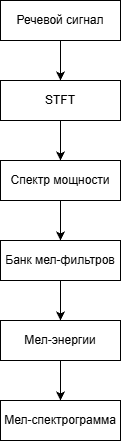 Речевой сигнал
STFT
Спектр мощности
Банк мел-фильтров
Мел-энергии
Мел-спектрограмма